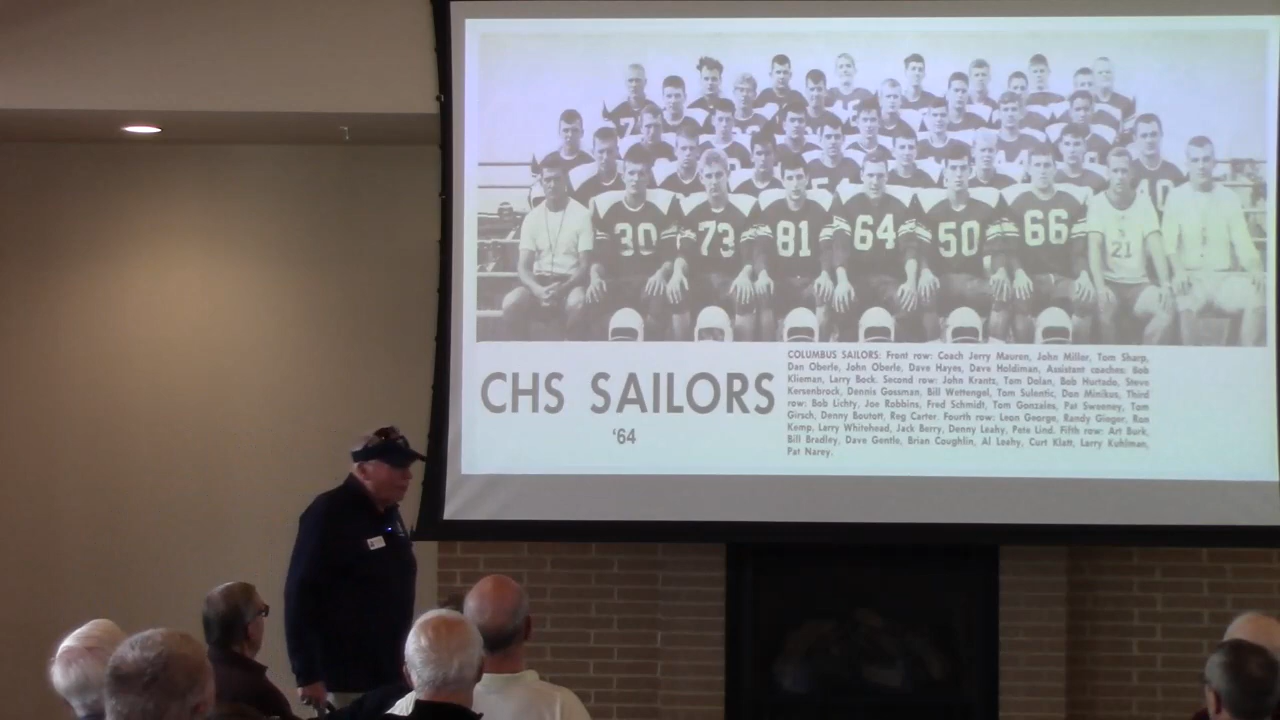 30 73 81 64 50 66 21 40
COLUMBUS SAILORS: Front row: Coach Jerry Mauren, John Miller, Tom Sharp,
Dan Oberle, John Oberle, Dave Hayes, Dave Holdiman, Assistant coaches: Bob
Klieman, Larry Bock. Second row: John Krantz, Tom Dolan, Bob Hurtado, Steve
Kersenbrock, Dennis Gossman, Bill Wettengel, Tom Sulentic, Don Minikus, Third
row: Bob Lichty, Joe Robbins, Fred Schmidt, Tom Gonzales, Pat Sweeney, Tom
Girsch, Denny Boutott, Reg Carter. Fourth row: Leon George, Randy Gieger, Ron
Kemp, Larry Whitehead, Jack Berry, Denny Leahy, Pete Lind. Fifth row: Art Burk,
Bill Bradley, Dave Gentle, Brian Coughlin, Al Leahy, Curt Klatt, Larry Kuhlman,
Pat Narey.
CHS SAILORS
'64